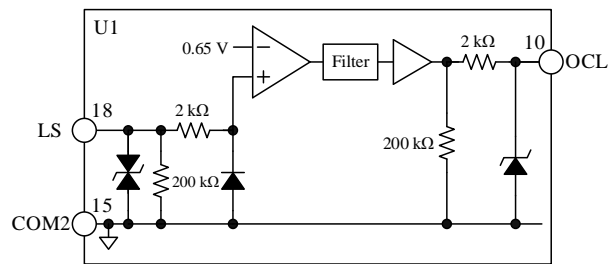 U1
0.65 V
−
+
Filter
2 kΩ
10
OCL
18
LS
2 kΩ
200 kΩ
200 kΩ
15
COM2